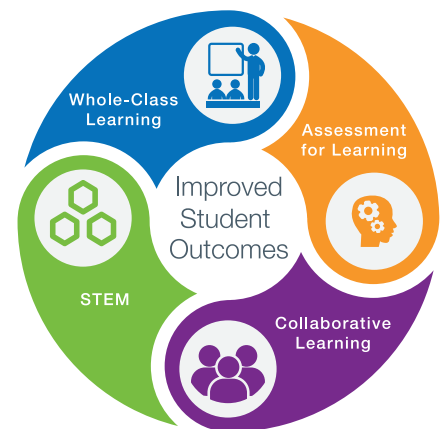 Whole-Class
Learning
Assessment
for Learning
Improved
Student
Outcomes
STEM
Collaborative
Learning